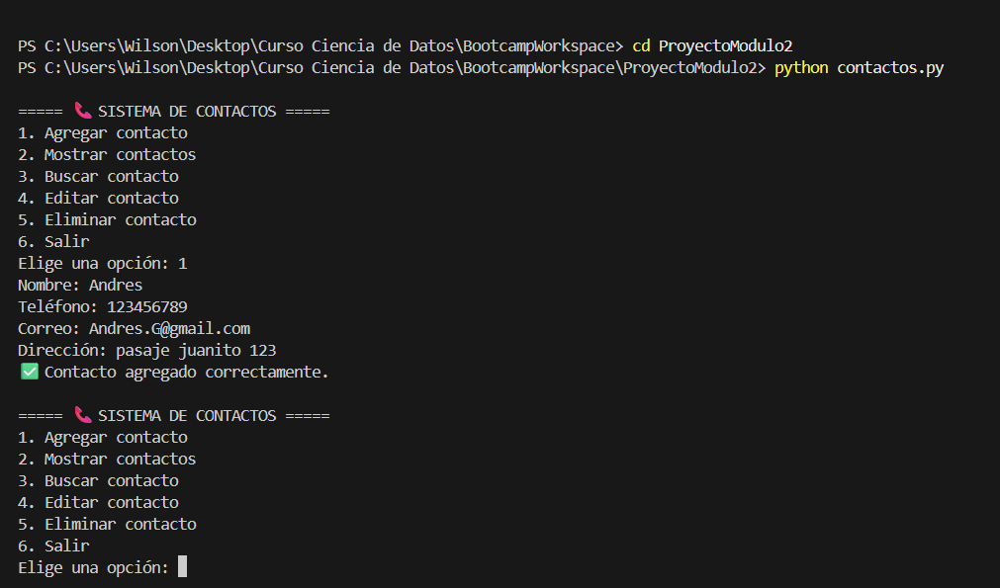 PS C:\Users\Wilson\Desktop\Curso Ciencia de Datos\BootcampWorkspace> cd ProyectoModulo2
PS C:\Users\Wilson\Desktop\Curso Ciencia de Datos\BootcampWorkspace\ProyectoModulo2> python contactos.py
===== 📞 SISTEMA DE CONTACTOS =====
1. Agregar contacto
2. Mostrar contactos
3. Buscar contacto
4. Editar contacto
5. Eliminar contacto
6. Salir
Elige una opción: 1
Nombre: Andres
Teléfono: 123456789
Correo: Andres.G@gmail.com
Dirección: pasaje juanito 123
✅ Contacto agregado correctamente.
===== 📞 SISTEMA DE CONTACTOS =====
1. Agregar contacto
2. Mostrar contactos
3. Buscar contacto
4. Editar contacto
5. Eliminar contacto
6. Salir
Elige una opción: